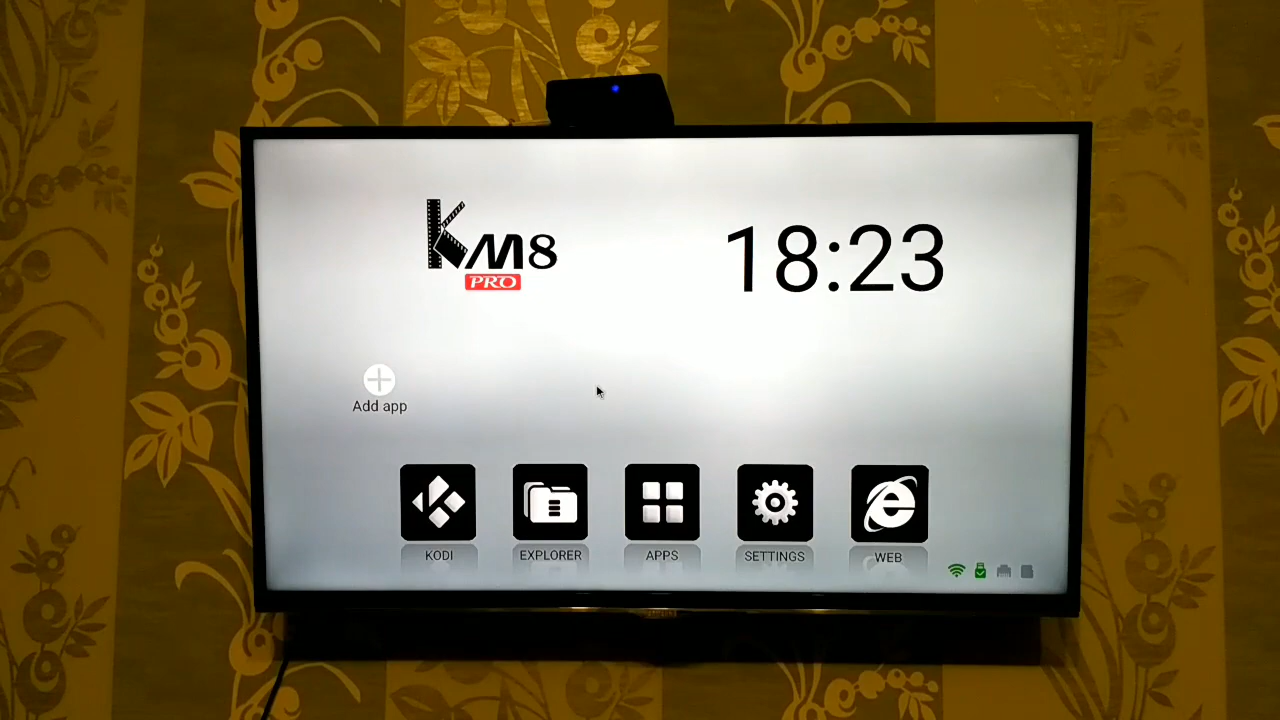 KM8
PRO
18:23
Add app
KODI
EXPLORER
APPS
SETTINGS
WEB